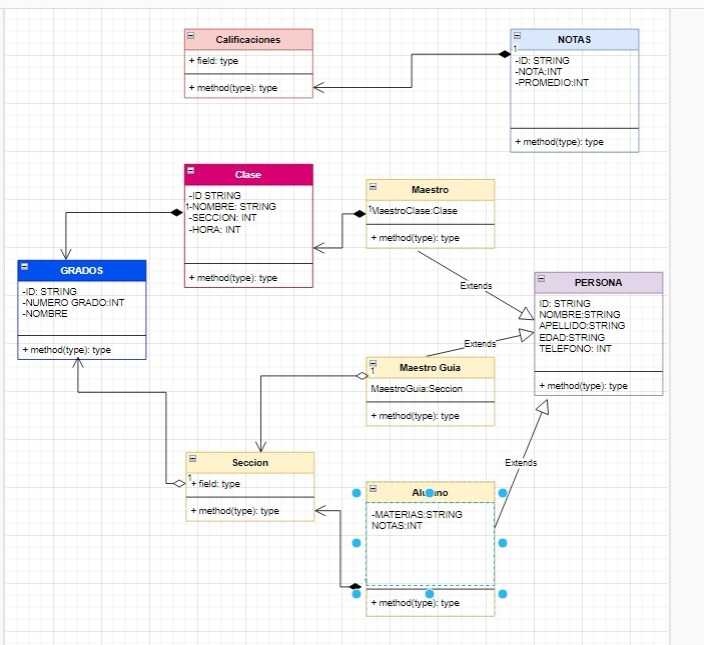 Calificaciones
+ field: type
+ method(type): type
NOTAS
1
-ID: STRING
-NOTA:INT
-PROMEDIO:INT
+ method(type): type
Clase
-ID STRING
1-NOMBRE: STRING
-SECCION: INT
-HORA: INT
+ method(type): type
Maestro
1
MaestroClase:Clase
+ method(type): type
GRADOS
-ID: STRING
-NUMERO GRADO:INT
-NOMBRE
+ method(type): type
Extends
PERSONA
ID: STRING
NOMBRE:STRING
APELLIDO:STRING
EDAD:STRING
TELEFONO: INT
+ method(type): type
Extends
Maestro Guia
1
MaestroGuia:Seccion
+ method(type): type
Seccion
1
+ field: type
+ method(type): type
Extends
Alumno
-MATERIAS:STRING
NOTAS:INT
+ method(type): type